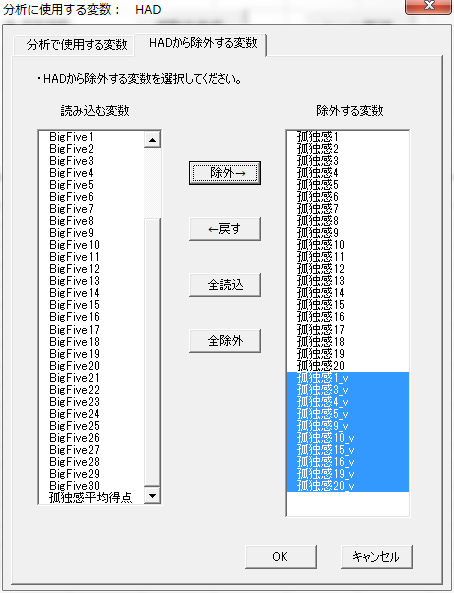 分析に使用する変数： HAD
分析で使用する変数
HADから除外する変数
・HADから除外する変数を選択してください。
読み込む変数
BigFive1
BigFive2
BigFive3
BigFive4
BigFive5
BigFive6
BigFive7
BigFive8
BigFive9
BigFive10
BigFive11
BigFive12
BigFive13
BigFive14
BigFive15
BigFive16
BigFive17
BigFive18
BigFive19
BigFive20
BigFive21
BigFive22
BigFive23
BigFive24
BigFive25
BigFive26
BigFive27
BigFive28
BigFive29
BigFive30
孤独感平均得点
除外→
←戻す
全読込
全除外
除外する変数
孤独感1
孤独感2
孤独感3
孤独感4
孤独感5
孤独感6
孤独感7
孤独感8
孤独感9
孤独感10
孤独感11
孤独感12
孤独感13
孤独感14
孤独感15
孤独感16
孤独感17
孤独感18
孤独感19
孤独感20
孤独感1_v
孤独感3_v
孤独感4_v
孤独感5_v
孤独感9_v
孤独感10_v
孤独感15_v
孤独感16_v
孤独感19_v
孤独感20_v
OK
キャンセル